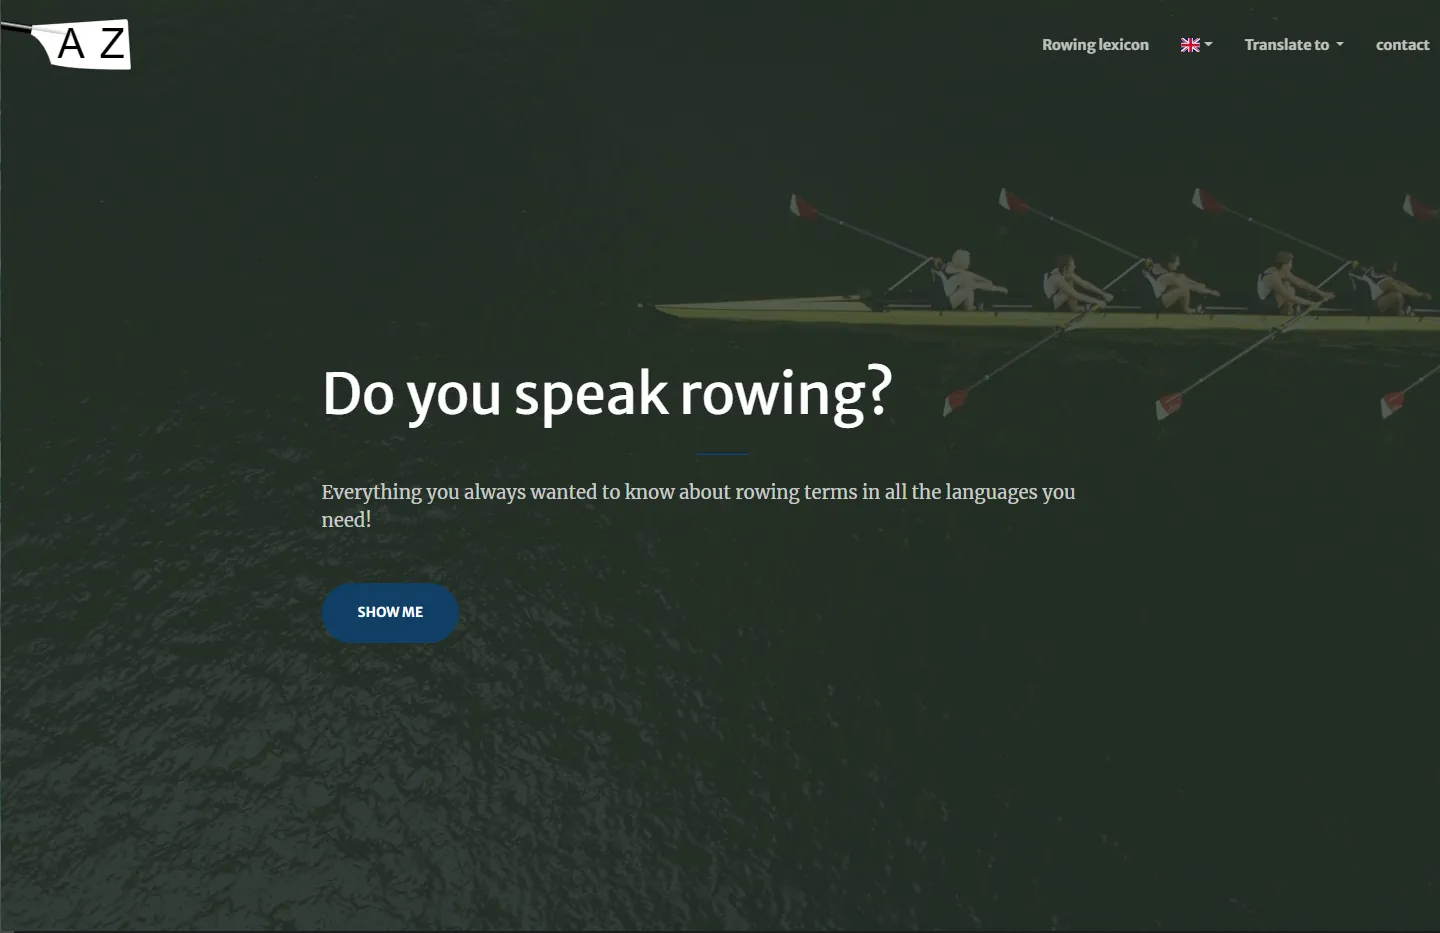 A Z
Rowing lexicon
Translate to
contact
Do you speak rowing?
Everything you always wanted to know about rowing terms in all the languages you
need!
SHOW ME